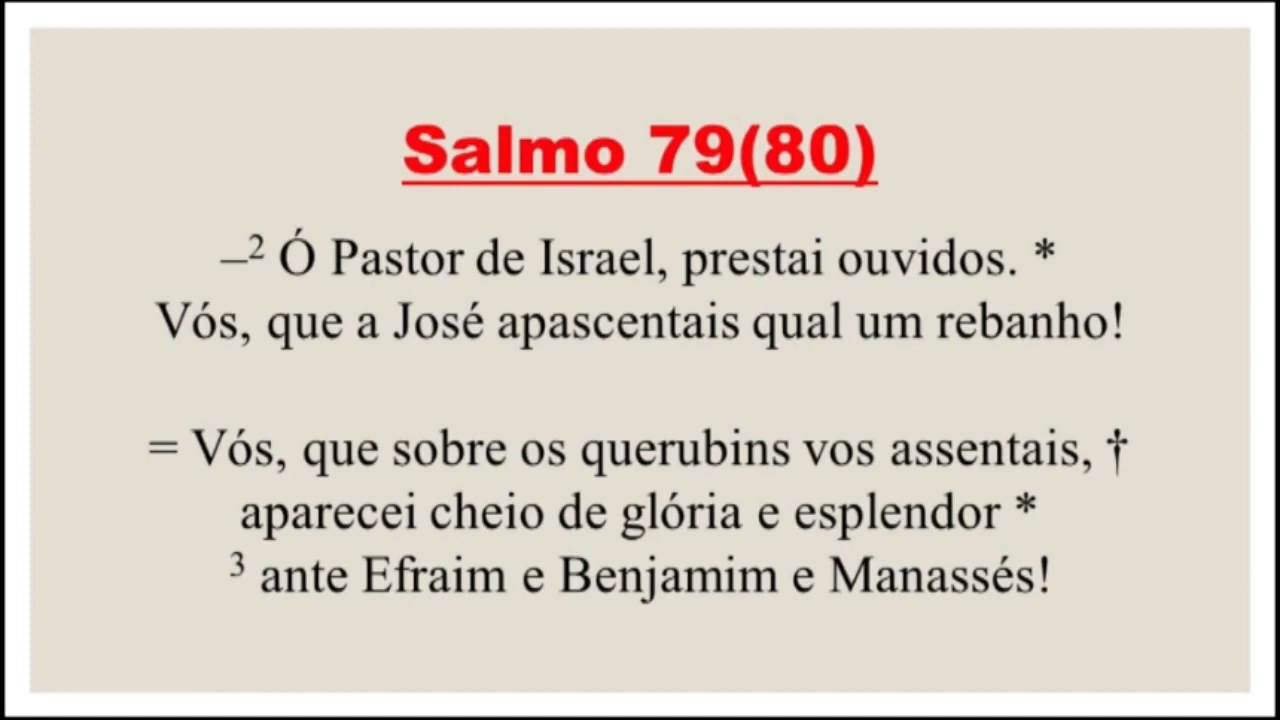 Salmo 79(80)
–² Ó Pastor de Israel, prestai ouvidos. *
Vós, que a José apascentais qual um rebanho!
= Vós, que sobre os querubins vos assentais, †
aparecei cheio de glória e esplendor *
³ ante Efraim e Benjamim e Manassés!